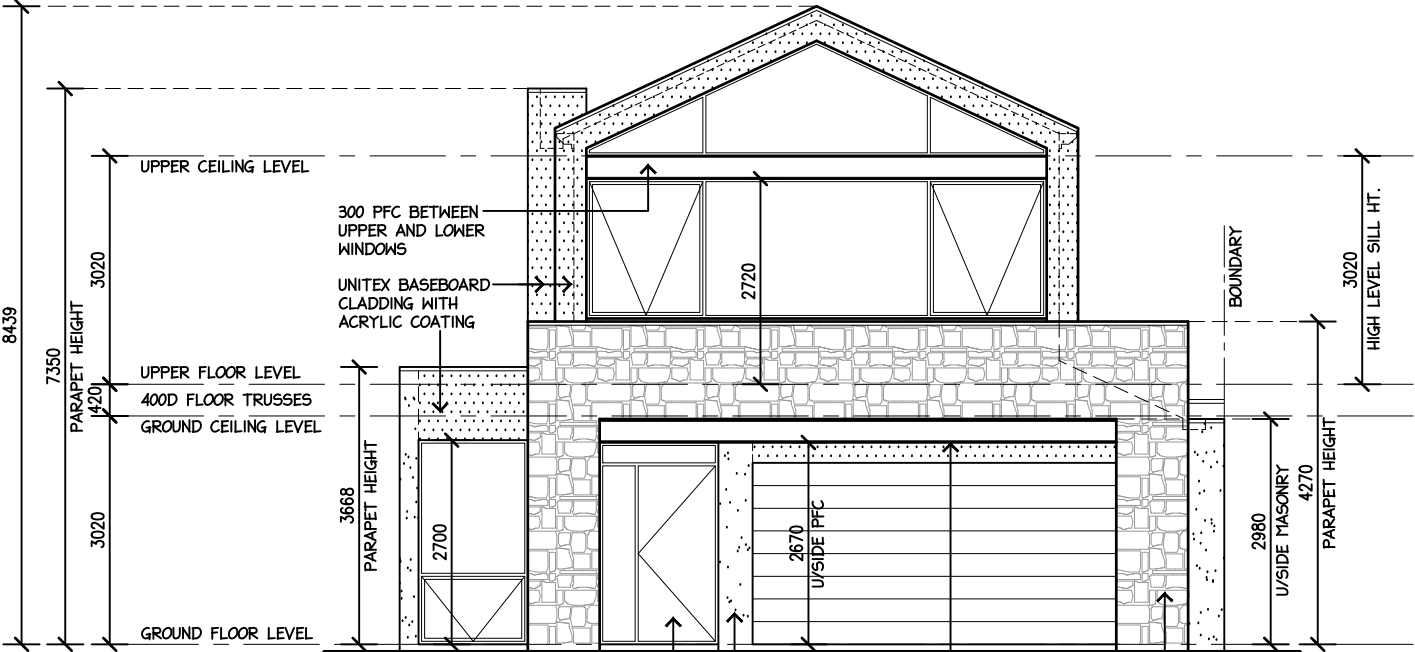 8439
7350
PARAPET HEIGHT
3020
420
3020
UPPER CEILING LEVEL
300 PFC BETWEEN
UPPER AND LOWER
WINDOWS
UNITEX BASEBOARD
CLADDING WITH
ACRYLIC COATING
UPPER FLOOR LEVEL
400D FLOOR TRUSSES
GROUND CEILING LEVEL
GROUND FLOOR LEVEL
3668
PARAPET HEIGHT
2700
2720
2670
U/SIDE PFC
BOUNDARY
2980
U/SIDE MASONRY
4270
PARAPET HEIGHT
3020
HIGH LEVEL SILL HT.